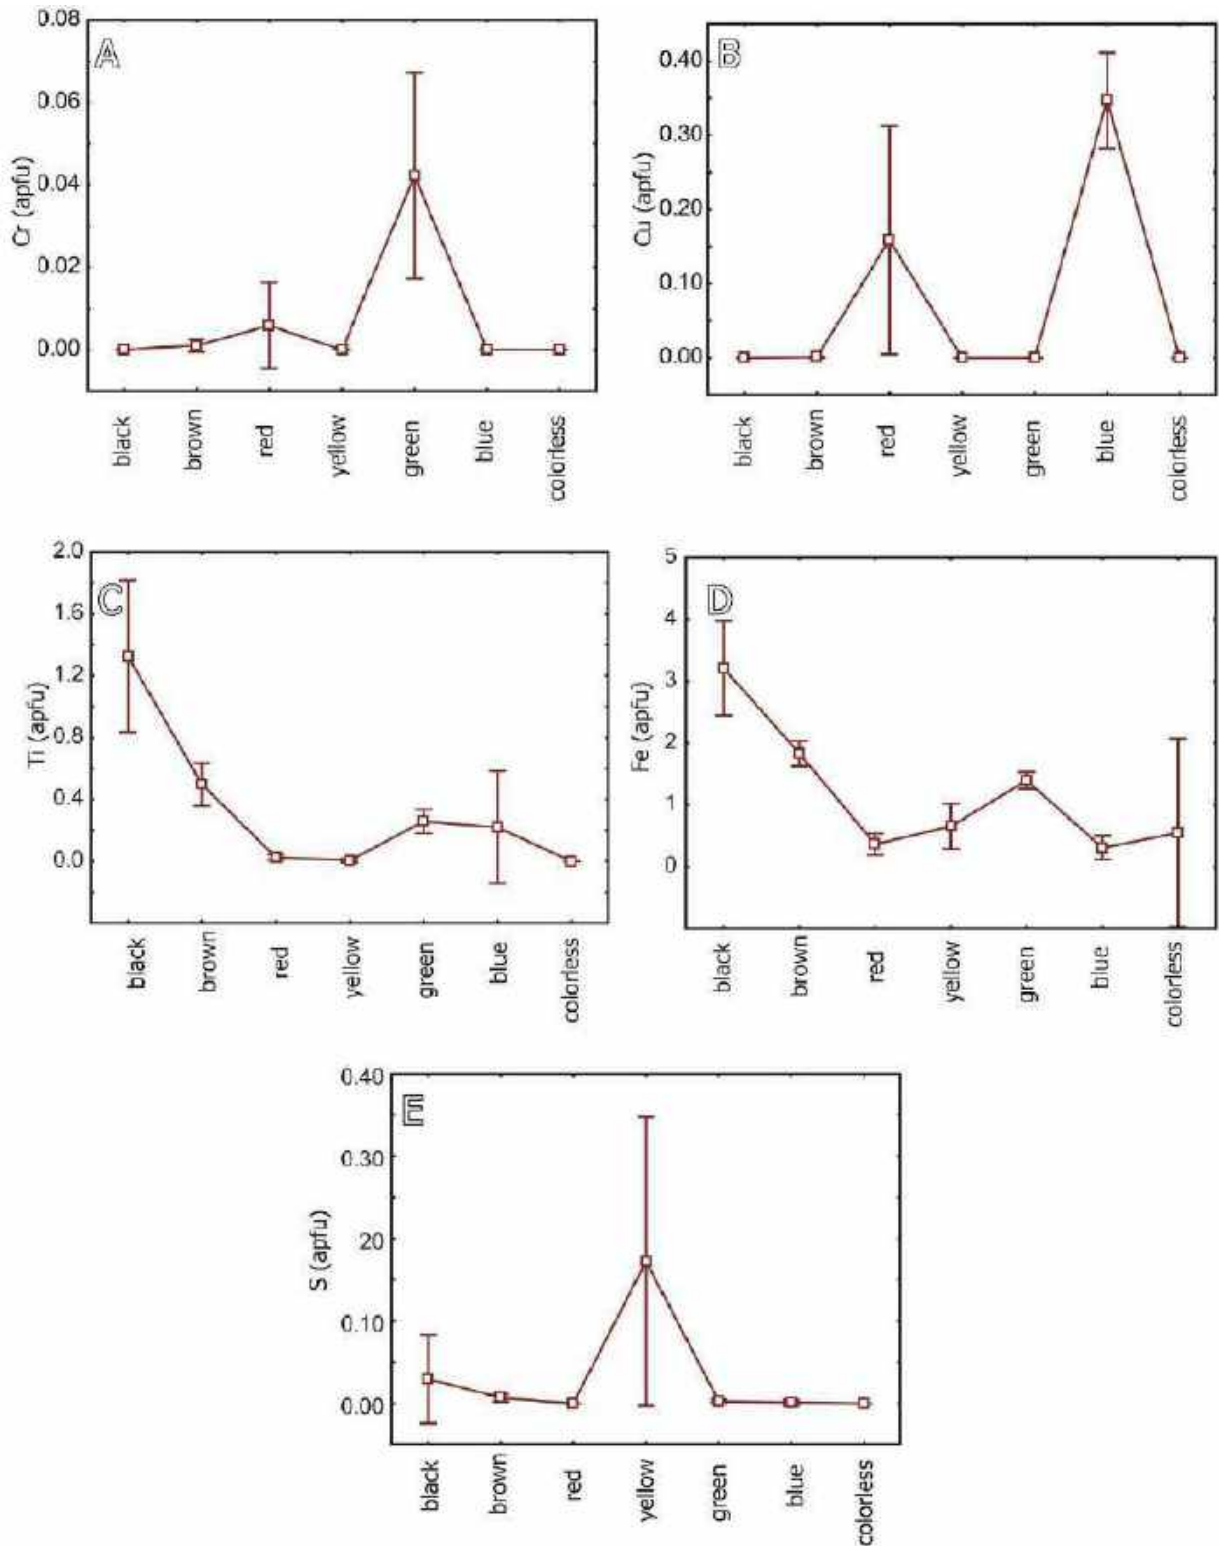 A
Cr (apfu)
0.08
0.06
0.04
0.02
0.00
black
brown
red
yellow
green
blue
colorless
B
Cu (apfu)
0.40
0.30
0.20
0.10
0.00
black
brown
red
yellow
green
blue
colorless
C
Ti (apfu)
2.0
1.6
1.2
0.8
0.4
0.0
black
brown
red
yellow
green
blue
colorless
D
Fe (apfu)
5
4
3
2
1
0
black
brown
red
yellow
green
blue
colorless
E
S (apfu)
0.40
0.30
20
0.10
0.00
black
brown
red
yellow
green
blue
colorless